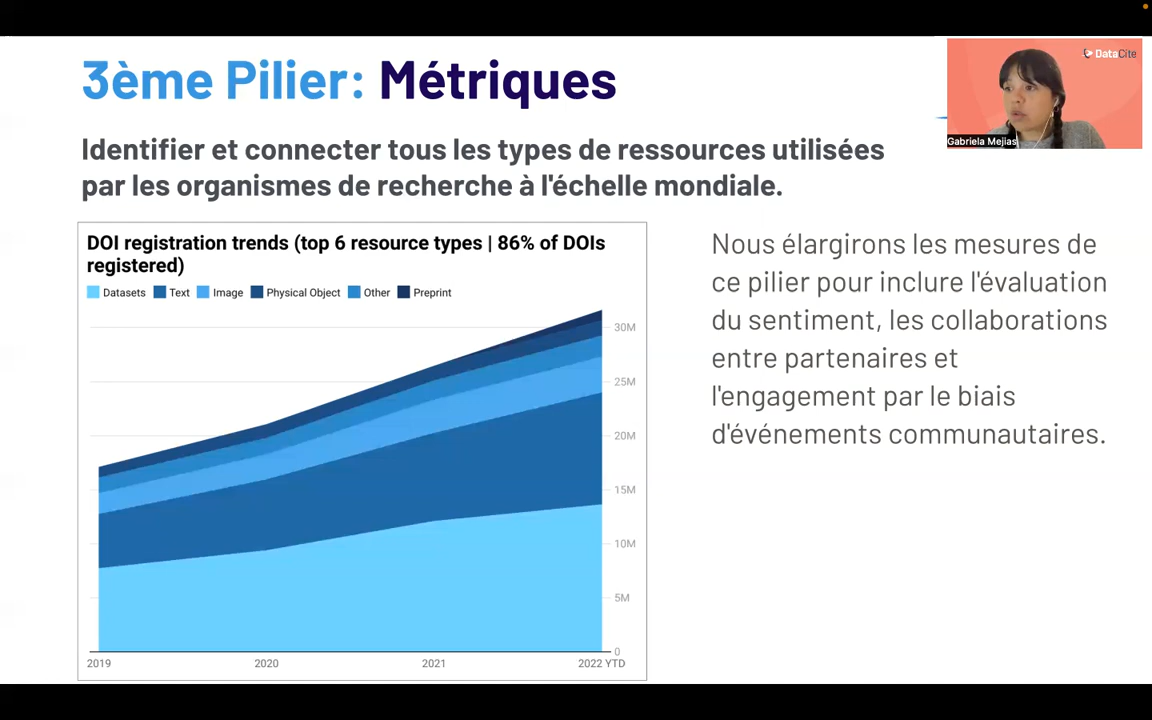 3ème Pilier: Métriques
DataCite
Gabriela Mejias
Identifier et connecter tous les types de ressources utilisées
par les organismes de recherche à l'échelle mondiale.
DOI registration trends (top 6 resource types | 86% of DOIs
registered)
Datasets Text Image Physical Object Other Preprint
30M
25M
20M
15M
10M
5M
0
2019 2020 2021 2022 YTD
Nous élargirons les mesures de
ce pilier pour inclure l'évaluation
du sentiment, les collaborations
entre partenaires et
l'engagement par le biais
d'événements communautaires.